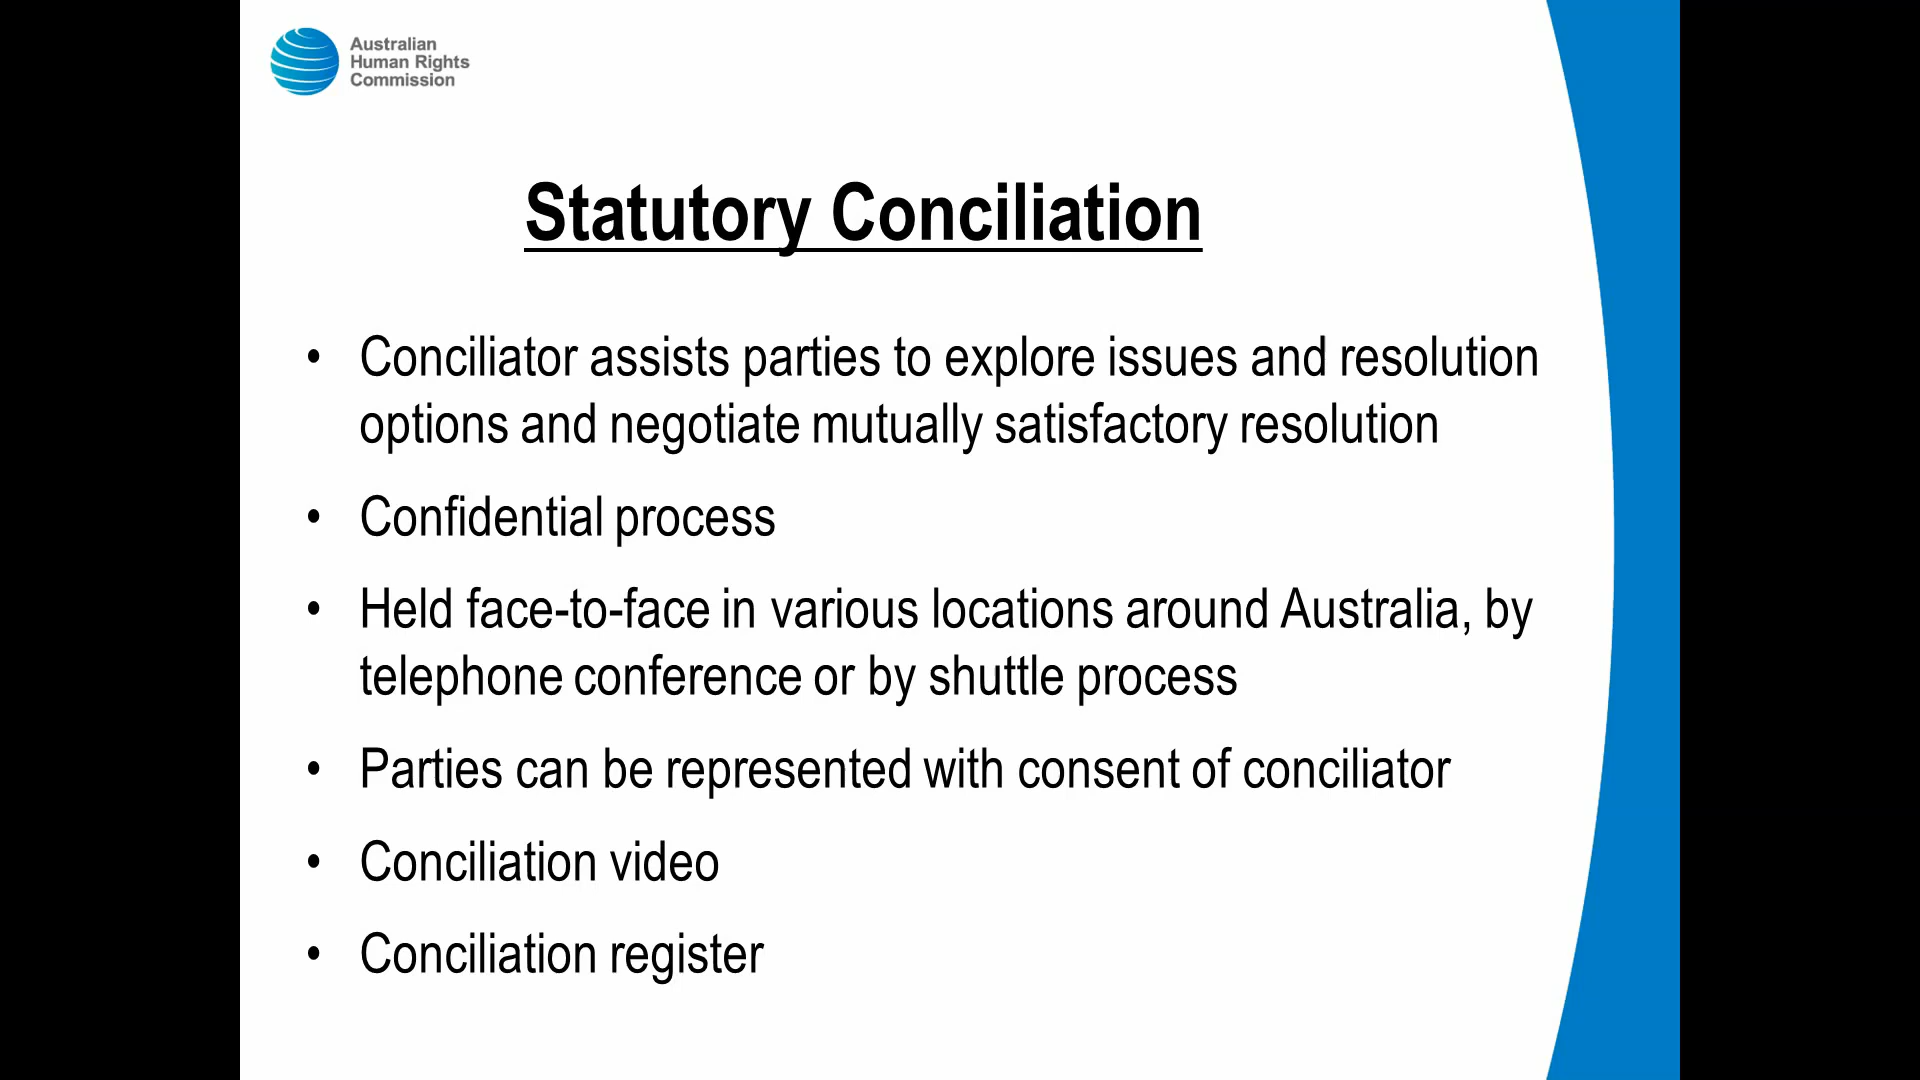 Australian
Human Rights
Commission
Statutory Conciliation
• Conciliator assists parties to explore issues and resolution
options and negotiate mutually satisfactory resolution
• Confidential process
• Held face-to-face in various locations around Australia, by
telephone conference or by shuttle process
• Parties can be represented with consent of conciliator
• Conciliation video
• Conciliation register